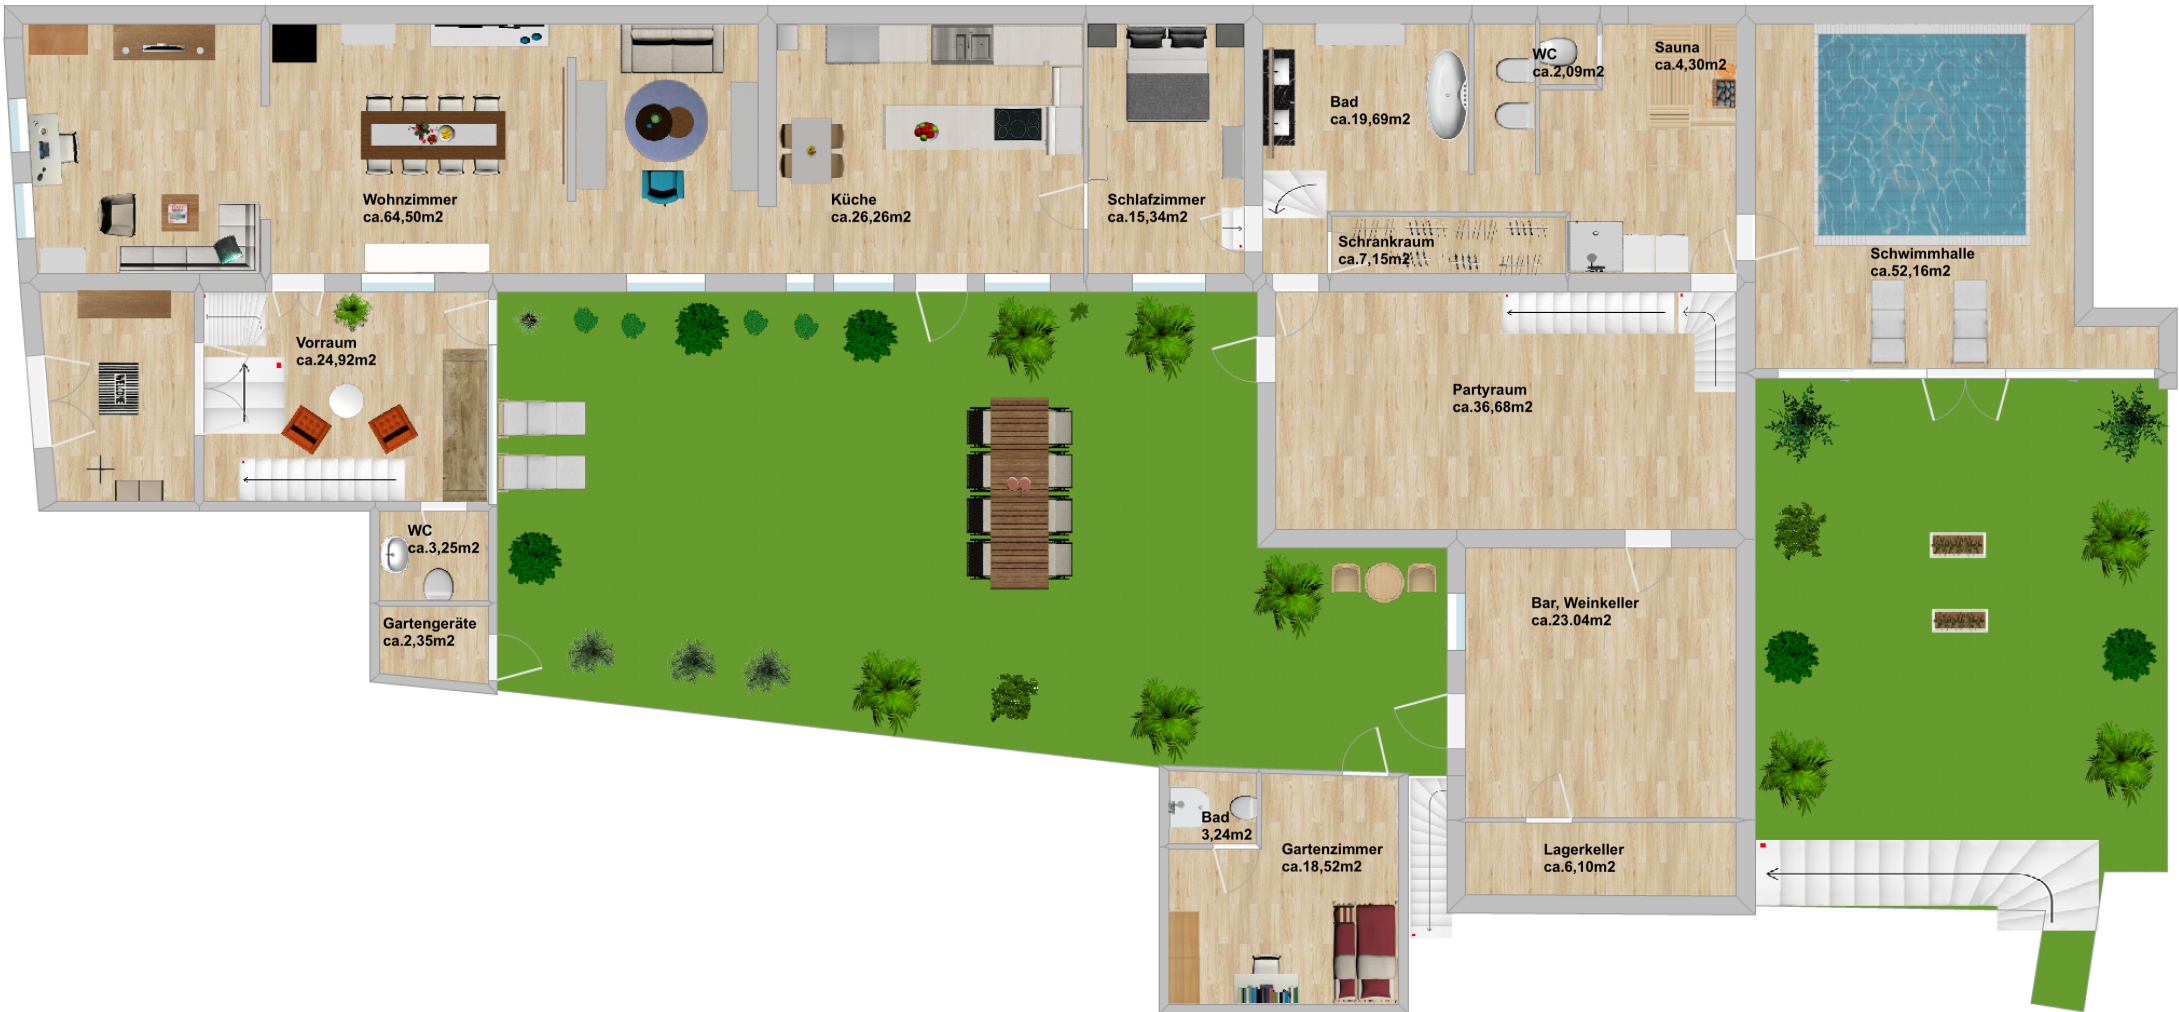 Wohnzimmer
ca.64,50m2
Küche
ca.26,26m2
Schlafzimmer
ca.15,34m2
Bad
ca.19,69m2
WC
ca.2,09m2
Sauna
ca.4,30m2
Schrankraum
ca.7,15m2
Schwimmhalle
ca.52,16m2
Vorraum
ca.24,92m2
WELCOME
Partyraum
ca.36,68m2
WC
ca.3,25m2
Gartengeräte
ca.2,35m2
Bar, Weinkeller
ca.23.04m2
Bad
3,24m2
Gartenzimmer
ca.18,52m2
Lagerkeller
ca.6,10m2